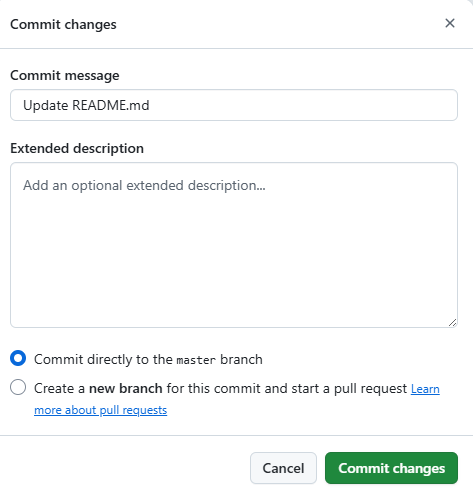 Commit changes
Commit message
Update README.md
Extended description
Add an optional extended description...
Commit directly to the master branch
Create a new branch for this commit and start a pull request Learn
more about pull requests
Cancel
Commit changes